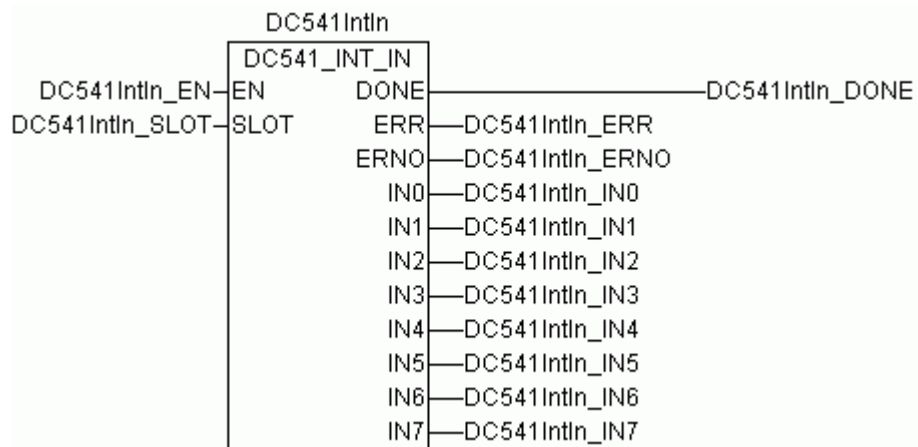 DC541IntIn
DC541_INT_IN
DC541IntIn_EN EN DONE DC541IntIn_DONE
DC541IntIn_SLOT SLOT ERR DC541IntIn_ERR
ERNO DC541IntIn_ERNO
IN0 DC541IntIn_IN0
IN1 DC541IntIn_IN1
IN2 DC541IntIn_IN2
IN3 DC541IntIn_IN3
IN4 DC541IntIn_IN4
IN5 DC541IntIn_IN5
IN6 DC541IntIn_IN6
IN7 DC541IntIn_IN7